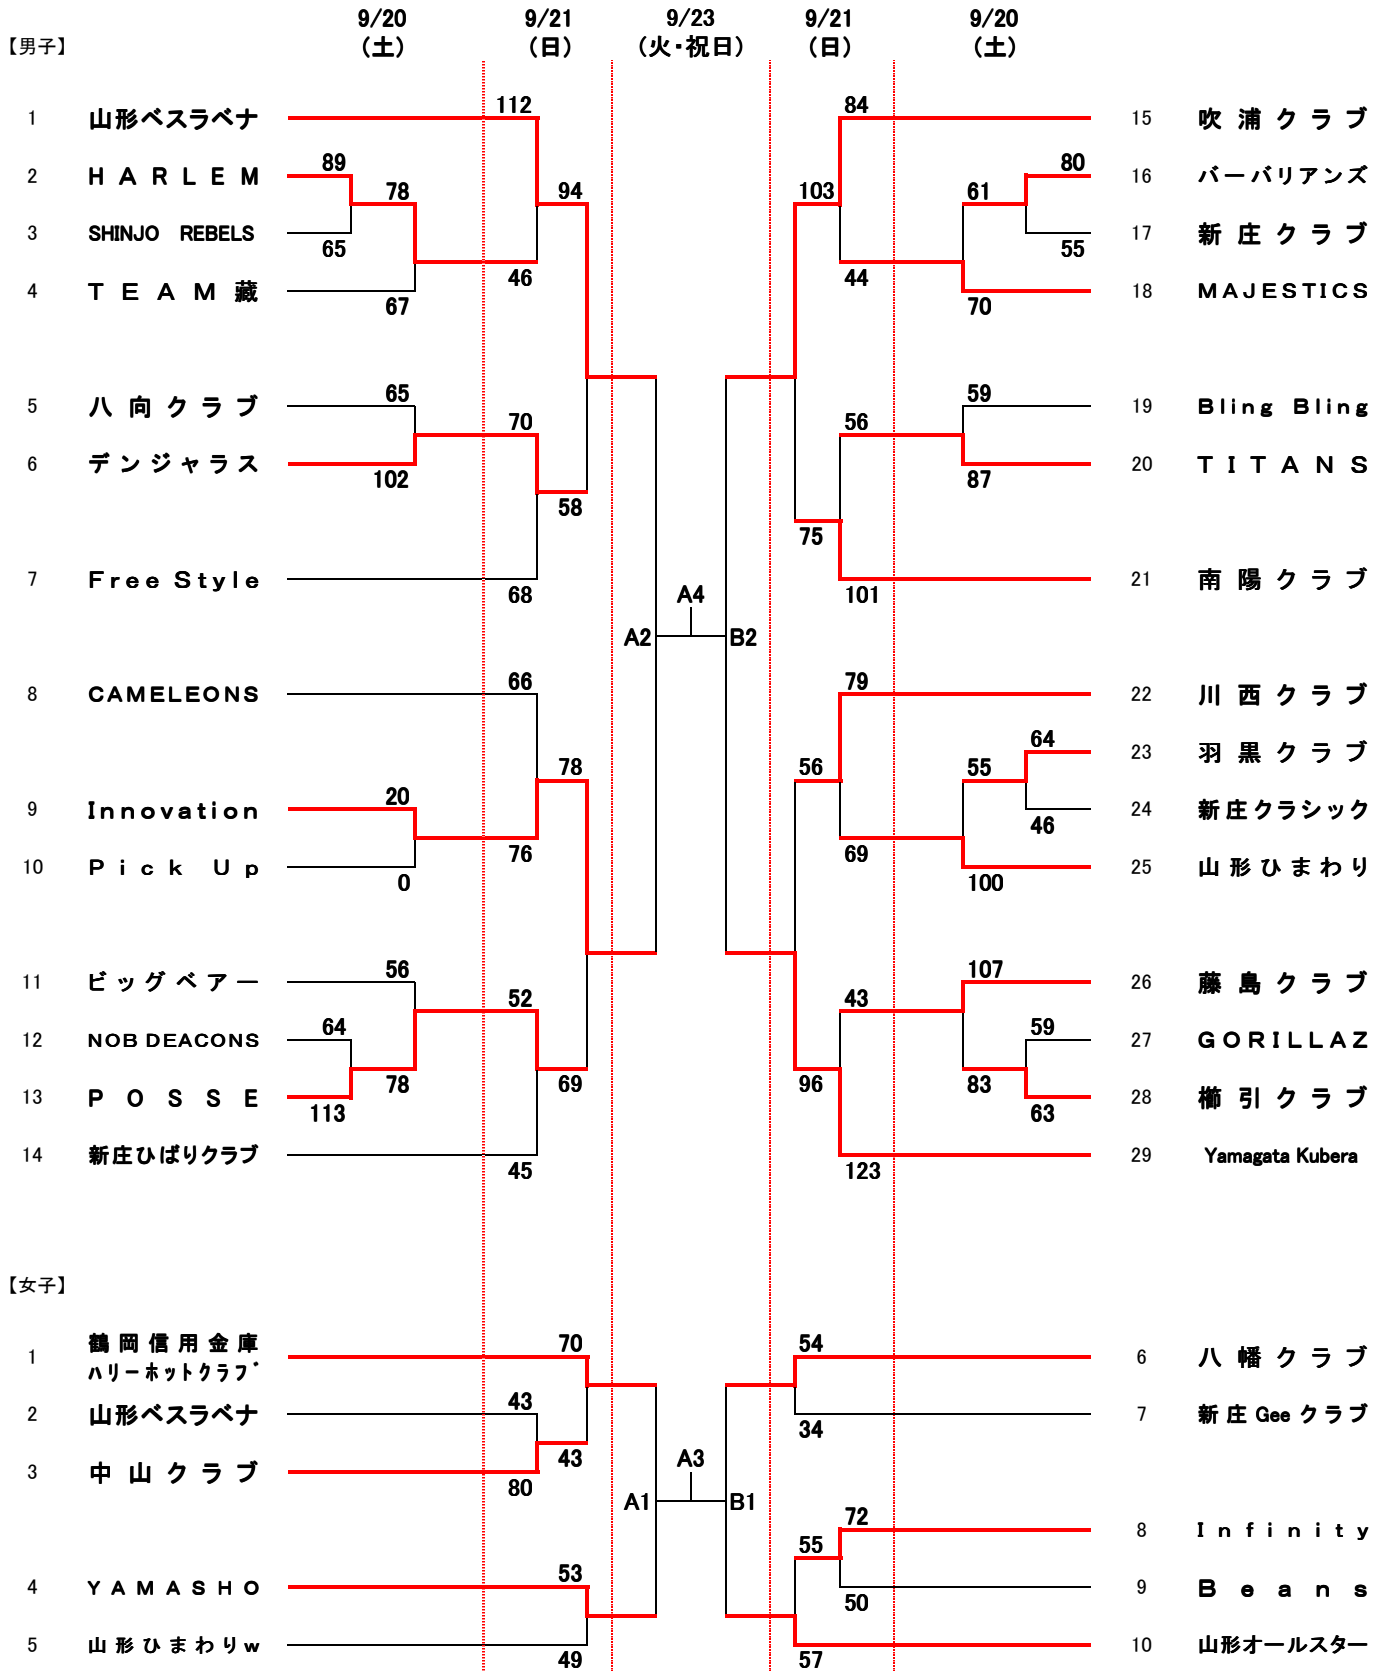 9/20 9/21 9/23 9/21 9/20
【男子】 (土) (日) (火・祝日) (日) (土)
112 84
1 山形ベスラベナ 15 吹浦クラブ
89 80
2 HARLEM 78 94 103 61 16 バーバリアンズ
3 SHINJO REBELS 17 新庄クラブ
65 55
46 44
4 TEAM藏 18 MAJESTICS
67 70
65 59
5 八向クラブ 19 Bling Bling
70 56
6 デンジャラス 20 TITANS
102 87
58
75
7 Free Style 21 南陽クラブ
68 A4 101
A2 B2
66 79
8 CAMELEONS 22 川西クラブ
64
23 羽黒クラブ
78 56 55
20
9 Innovation 24 新庄クラシック
46
76 69
10 Pick Up 25 山形ひまわり
0 100
56 107
11 ビッグベアー 26 藤島クラブ
52 43
64 59
12 NOB DEACONS 27 GORILLAZ
78 69 96 83
13 POSSE 28 櫛引クラブ
113 63
14 新庄ひばりクラブ 29 Yamagata Kubera
45 123
【女子】
鶴岡信用金庫 70 54
1 6 八幡クラブ
ハリーホットクラブ
43
2 山形ベスラベナ 7 新庄Geeクラブ
34
43 A3
3 中山クラブ
80
A1 B1
72
8 Infinity
55
53
4 YAMASHO 9 Beans
50
5 山形ひまわりw 10 山形オールスター
49 57